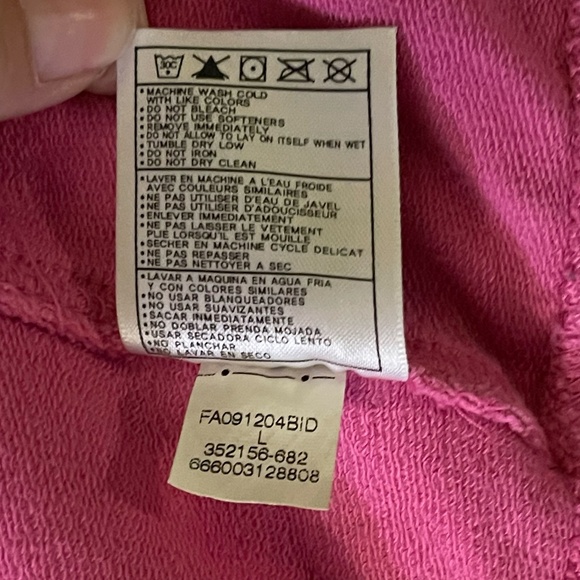 30C
• MACHINE WASH COLD
WITH LIKE COLORS
• DO NOT BLEACH
• DO NOT USE SOFTENERS
• REMOVE IMMEDIATELY
• DO NOT ALLOW TO LAY ON ITSELF WHEN WET
• TUMBLE DRY LOW
• DO NOT IRON
• DO NOT DRY CLEAN
• LAVER EN MACHINE A L'EAU FROIDE
AVEC COULEURS SIMILAIRES
• NE PAS UTILISER D'EAU DE JAVEL
• NE PAS UTILISER D'ADOUCISSEUR
• ENLEVER IMMEDIATEMENT
• NE PAS LAISSER LE VETEMENT
PLIE LORSQU'IL EST MOUILLE
• SECHER EN MACHINE CYCLE DELICAT
• NE PAS REPASSER
• NE PAS NETTOYER A SEC
• LAVAR A MAQUINA EN AGUA FRIA
Y CON COLORES SIMILARES
• NO USAR BLANQUEADORES
• NO USAR SUAVIZANTES
• SACAR INMEDIATAMENTE
• NO DOBLAR PRENDA MOJADA
• USAR SECADORA CICLO LENTO
• NO PLANCHAR
• NO LAVAR EN SECO
FA091204BID
L
352156-682
666003128808